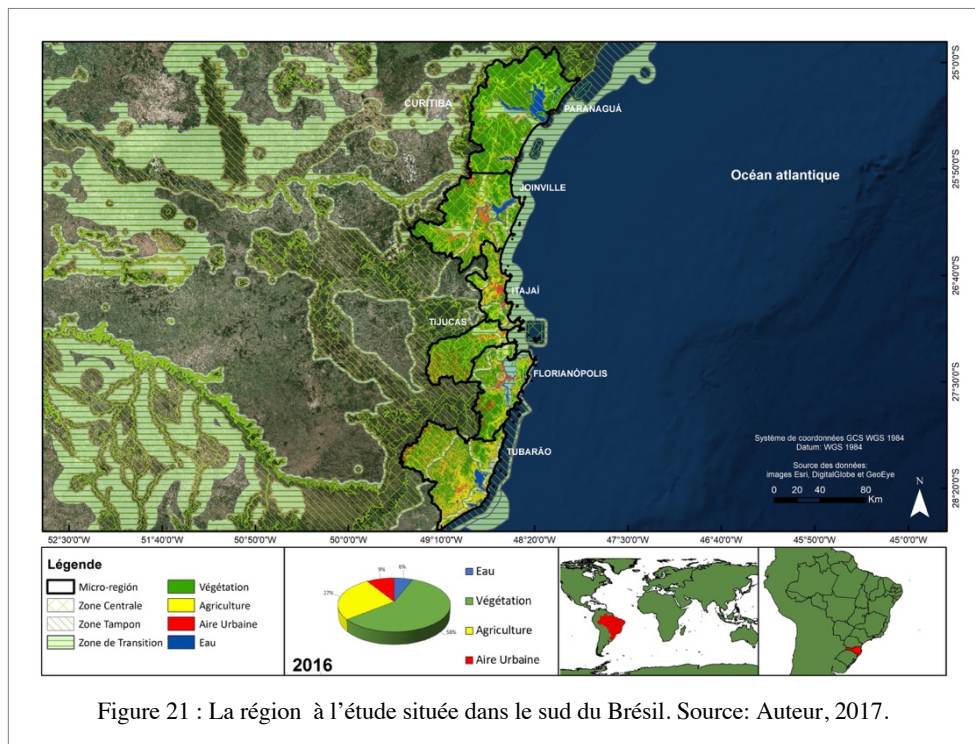 CURITIBA
PARANAGUÁ
JOINVILLE
Océan atlantique
ITAJAÍ
TIJUCAS
FLORIANÓPOLIS
TUBARÃO
25°0'0"S
25°50'0"S
26°40'0"S
27°30'0"S
28°20'0"S
Système de coordonnées GCS WGS 1984
Datum: WGS 1984
Source des données:
images Esri, DigitalGlobe et GeoEye
0 20 40 80
Km
N
52°30'0"W 51°40'0"W 50°50'0"W 50°0'0"W 49°10'0"W 48°20'0"W 47°30'0"W 46°40'0"W 45°50'0"W 45°0'0"W
Légende
Micro-région
Zone Centrale
Zone Tampon
Zone de Transition
Végétation
Agriculture
Aire Urbaine
Eau
9%
6%
27%
58%
2016
Eau
Végétation
Agriculture
Aire Urbaine
Figure 21 : La région à l'étude située dans le sud du Brésil. Source: Auteur, 2017.